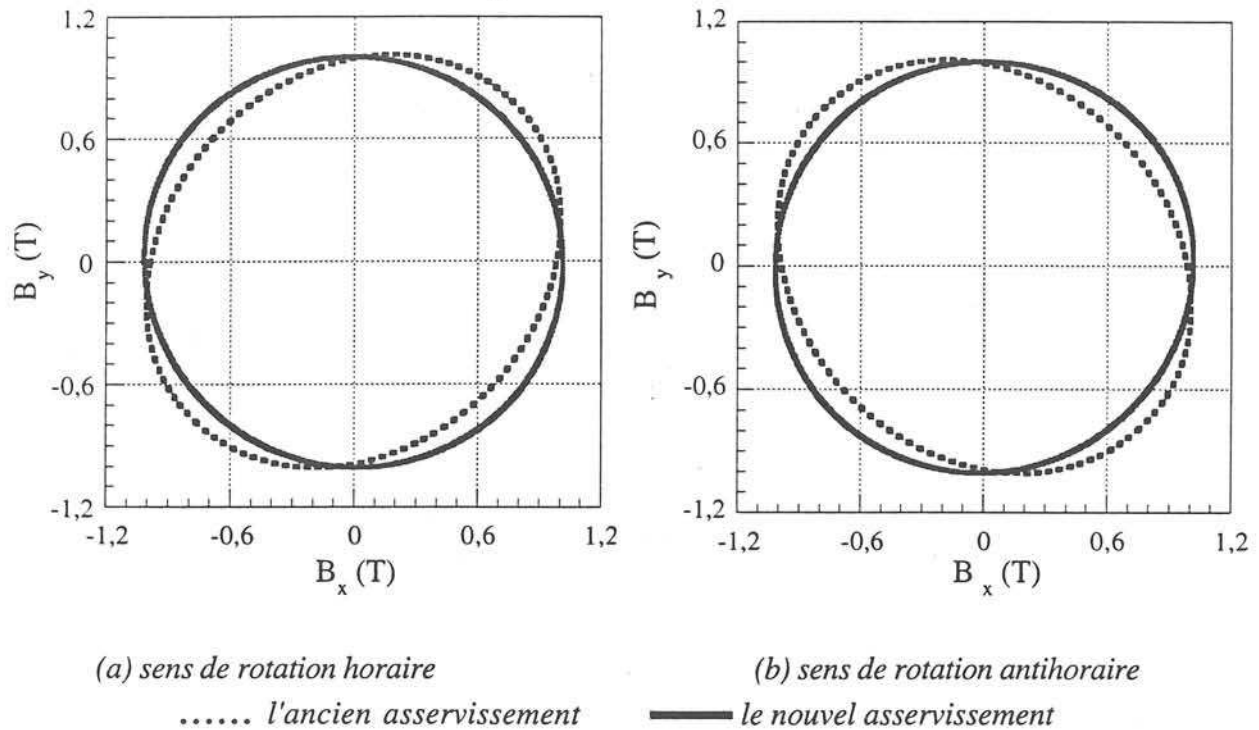 1,2
0.6
0
-0.6
-1,2
B_y (T)
-1,2 -0,6 0 0,6 1,2
B_x (T)
1,2
0.6
0
-0.6
-1,2
B_y (T)
-1,2 -0,6 0 0,6 1,2
B_x (T)
(a) sens de rotation horaire
(b) sens de rotation antihoraire
...... l'ancien asservissement
le nouvel asservissement